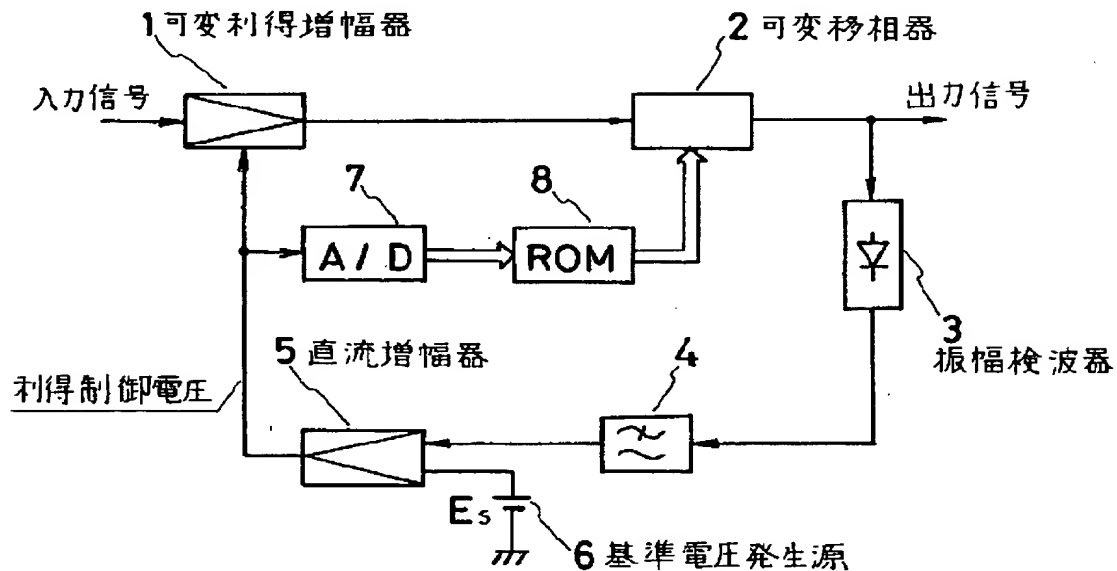 1 可変利得増幅器
2 可変移相器
入力信号
出力信号
7
8
A/D
ROM
3
振幅検波器
5 直流増幅器
4
利得制御電圧
Es
6 基準電圧発生源